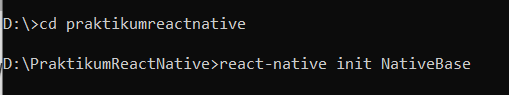 D:\>cd praktikumreactnative
D:\PraktikumReactNative>react-native init NativeBase